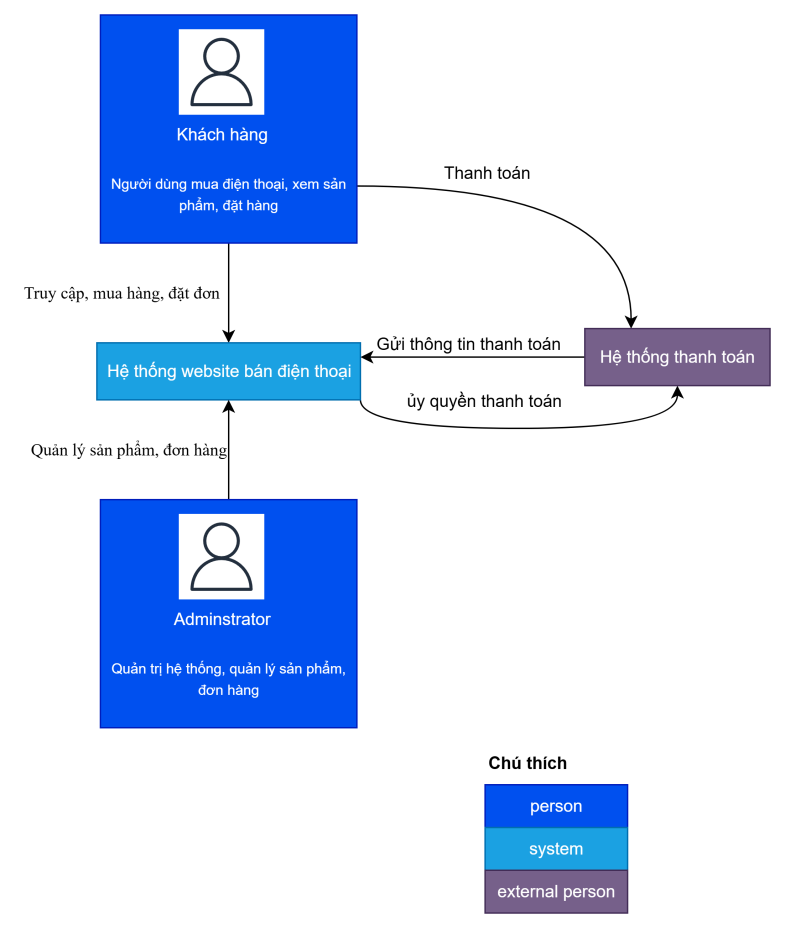 Khách hàng
Người dùng mua điện thoại, xem sản
phẩm, đặt hàng
Thanh toán
Truy cập, mua hàng, đặt đơn
Hệ thống website bán điện thoại
Gửi thông tin thanh toán
Hệ thống thanh toán
ủy quyền thanh toán
Quản lý sản phẩm, đơn hàng
Adminstrator
Quản trị hệ thống, quản lý sản phẩm,
đơn hàng
Chú thích
person
system
external person